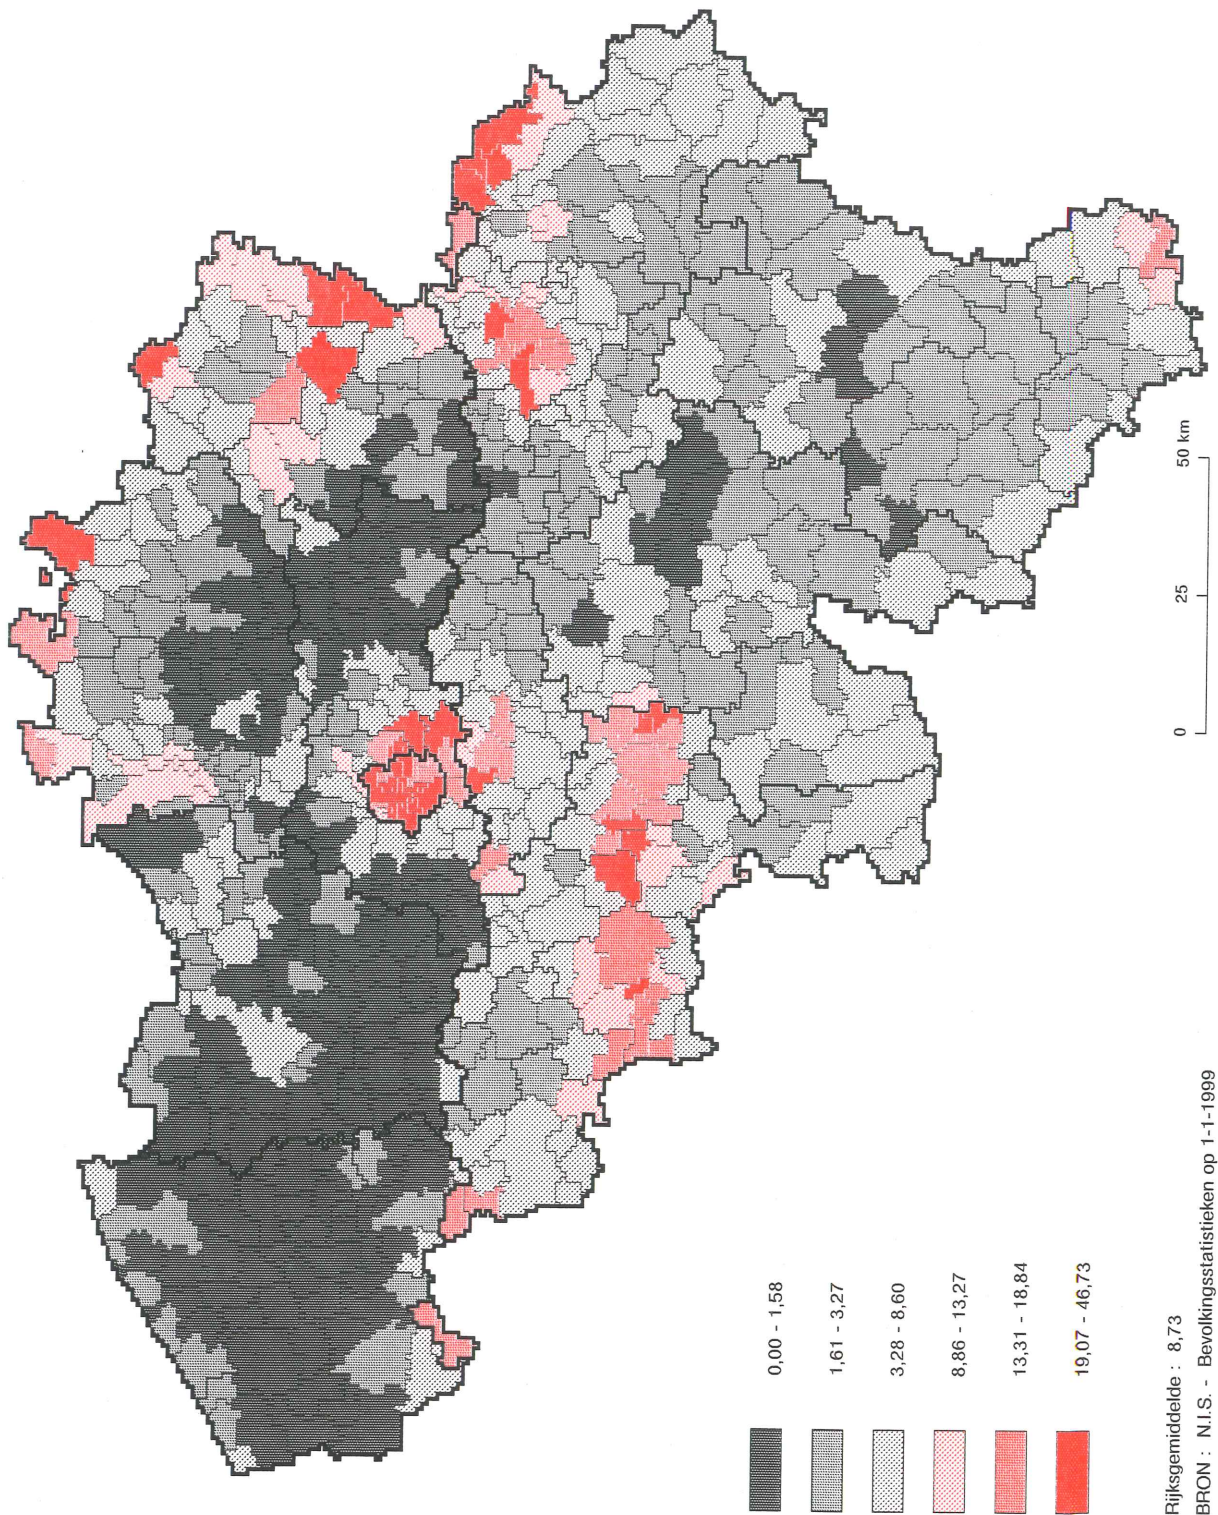 0
25
50 km
0,00 - 1,58
1,61 - 3,27
3,28 - 8,60
8,86 - 13,27
13,31 - 18,84
19,07 - 46,73
Rijksgemiddelde : 8,73
BRON : N.I.S. - Bevolkingsstatistieken op 1-1-1999